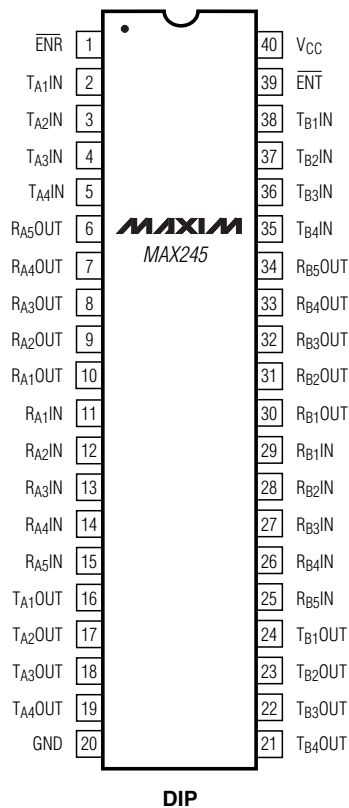 E̅N̅R̅ 1 40 VCC
TA1IN 2 39 E̅N̅T̅
TA2IN 3 38 TB1IN
TA3IN 4 37 TB2IN
TA4IN 5 36 TB3IN
RA5OUT 6 MAXIM 35 TB4IN
RA4OUT 7 MAX245 34 RB5OUT
RA3OUT 8 33 RB4OUT
RA2OUT 9 32 RB3OUT
RA1OUT 10 31 RB2OUT
RA1IN 11 30 RB1OUT
RA2IN 12 29 RB1IN
RA3IN 13 28 RB2IN
RA4IN 14 27 RB3IN
RA5IN 15 26 RB4IN
TA1OUT 16 25 RB5IN
TA2OUT 17 24 TB1OUT
TA3OUT 18 23 TB2OUT
TA4OUT 19 22 TB3OUT
GND 20 21 TB4OUT
DIP